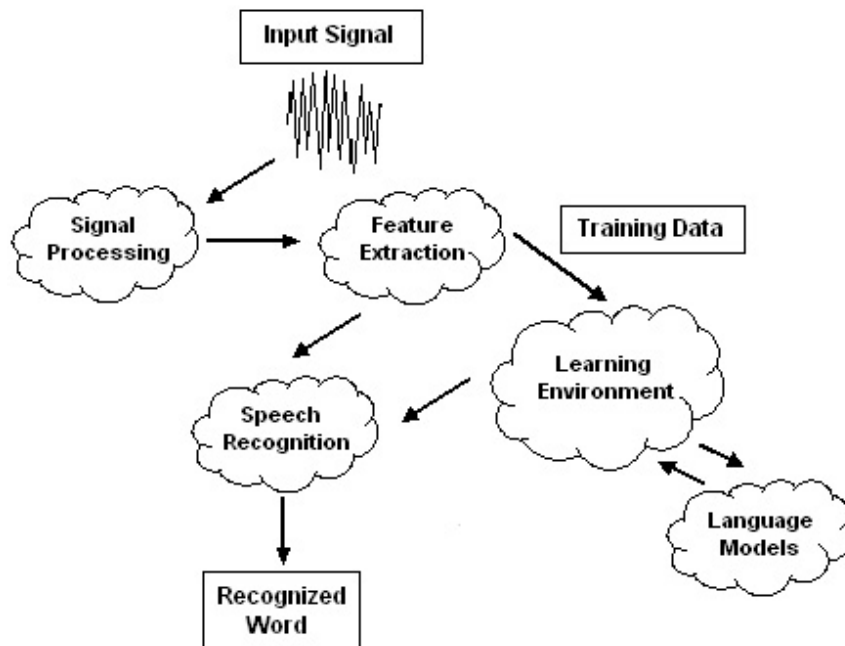 Input Signal
Signal
Processing
Feature
Extraction
Training Data
Learning
Environment
Speech
Recognition
Language
Models
Recognized
Word